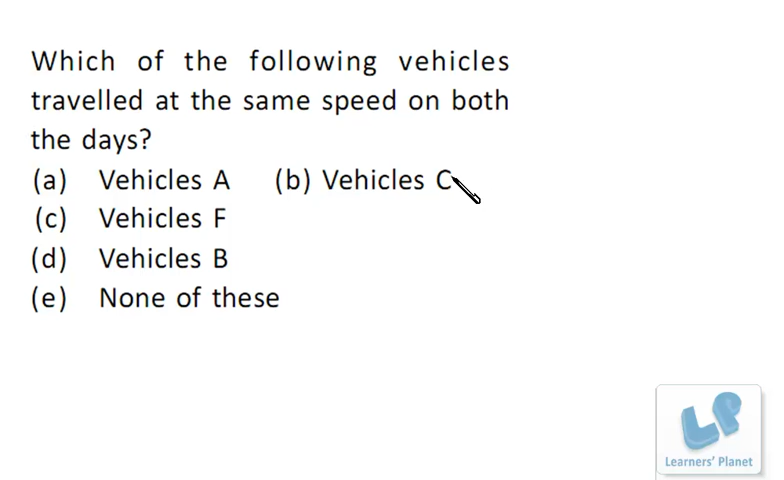 Which of the following vehicles
travelled at the same speed on both
the days?
(a) Vehicles A (b) Vehicles C
(c) Vehicles F
(d) Vehicles B
(e) None of these
LP
Learners' Planet